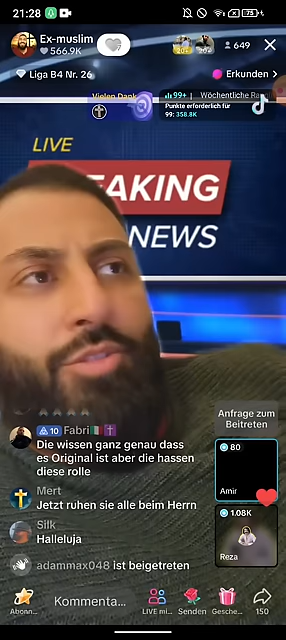 21:28
75
Ex-muslim
566.9K
649
Liga B4 Nr. 26
Erkunden >
Vielen Dank
99+ | Wöchentliche Ran
Punkte erforderlich für
99: 358.8K
LIVE
EAKING
NEWS
10 Fabri
Die wissen ganz genau dass
es Original ist aber die hassen
diese rolle
Mert
Jetzt ruhen sie alle beim Herrn
Silk
Halleluja
adammax048 ist beigetreten
Anfrage zum
Beitreten
80
Amir
1.08K
Reza
Abonn...
Kommenta...
LIVE mi...
Senden
Gesche...
150